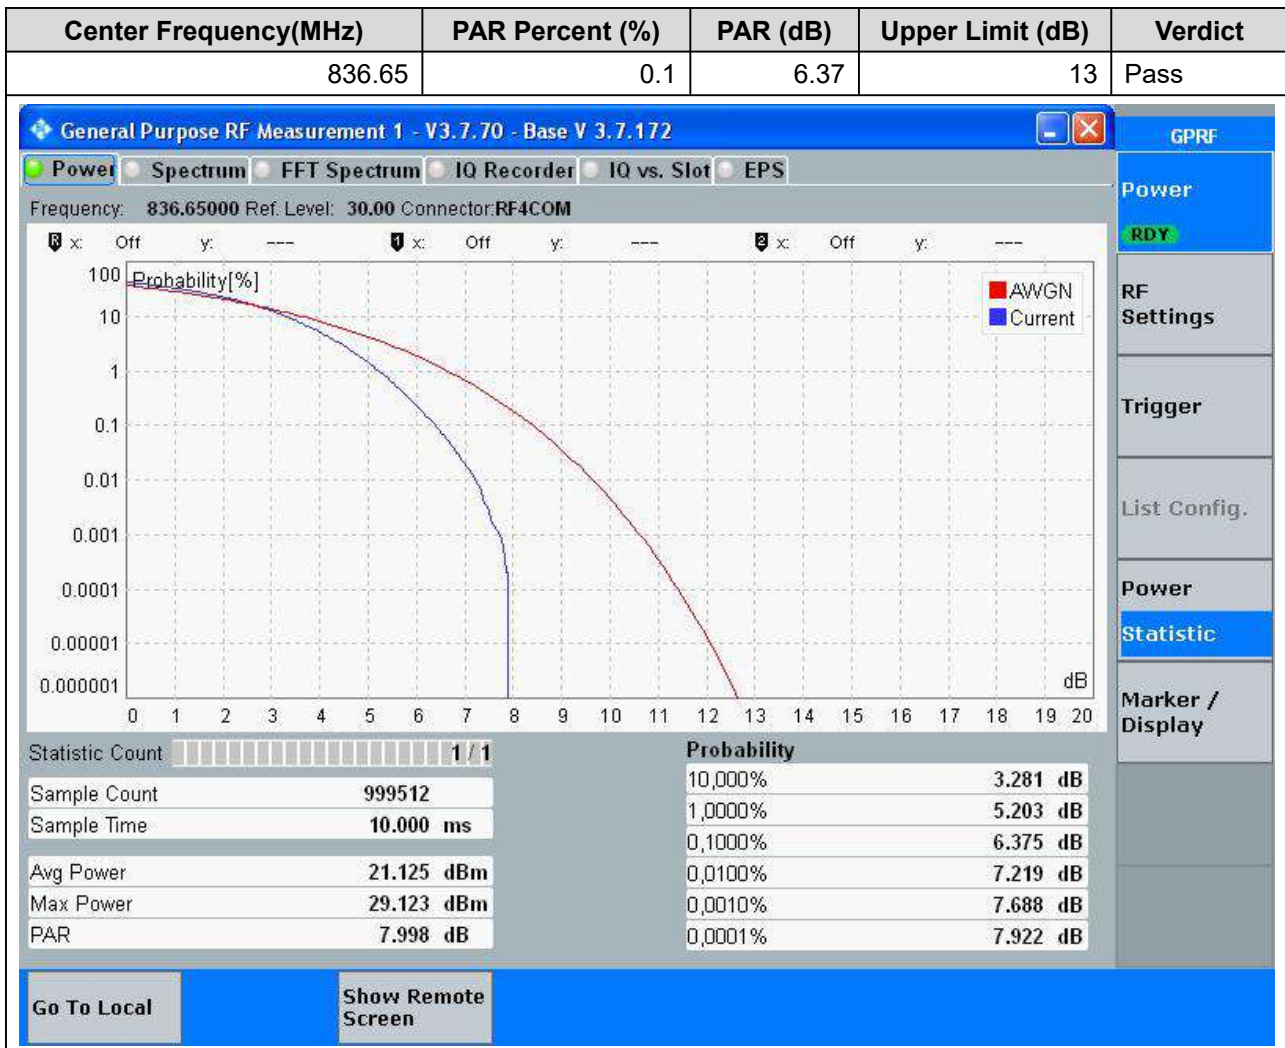 Center Frequency(MHz) PAR Percent (%) PAR (dB) Upper Limit (dB) Verdict
836.65 0.1 6.37 13 Pass
General Purpose RF Measurement 1 - V3.7.70 - Base V 3.7.172
GPRF
Power Spectrum FFT Spectrum IQ Recorder IQ vs. Slot EPS
Frequency: 836.65000 Ref. Level: 30.00 Connector:RF4COM
R x: Off y: --- 1 x: Off y: --- 2 x: Off y: ---
Probability[%]
AWGN
Current
100
10
1
0.1
0.01
0.001
0.0001
0.00001
0.000001
dB
0 1 2 3 4 5 6 7 8 9 10 11 12 13 14 15 16 17 18 19 20
Statistic Count 1 / 1
Sample Count 999512
Sample Time 10.000 ms
Avg Power 21.125 dBm
Max Power 29.123 dBm
PAR 7.998 dB
Probability
10,000% 3.281 dB
1,0000% 5.203 dB
0,1000% 6.375 dB
0,0100% 7.219 dB
0,0010% 7.688 dB
0,0001% 7.922 dB
Power
RDY
RF
Settings
Trigger
List Config.
Power
Statistic
Marker /
Display
Go To Local
Show Remote
Screen